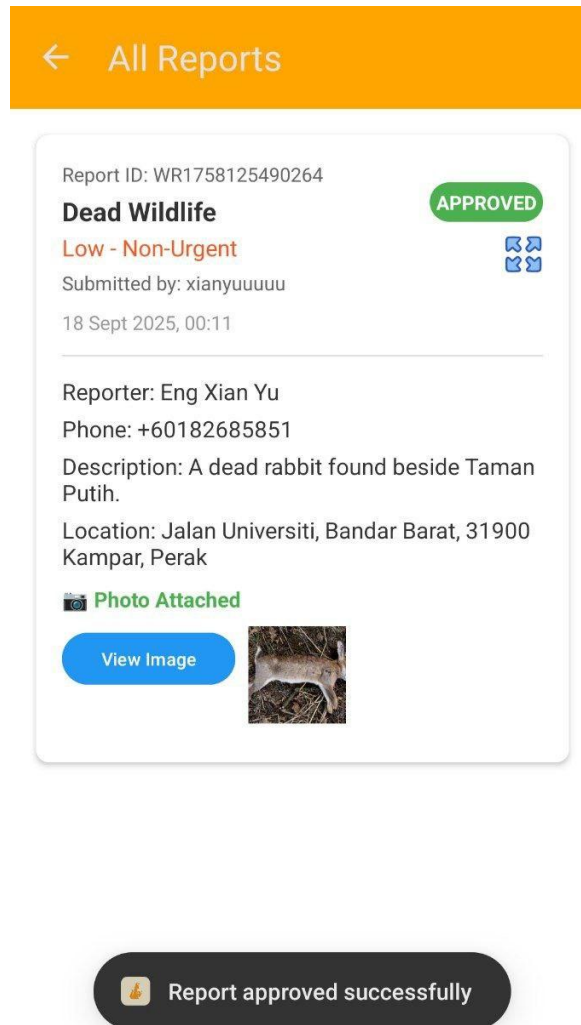 All Reports
Report ID: WR1758125490264
Dead Wildlife
APPROVED
Low - Non-Urgent
Submitted by: xianyuuuuu
18 Sept 2025, 00:11
Reporter: Eng Xian Yu
Phone: +60182685851
Description: A dead rabbit found beside Taman
Putih.
Location: Jalan Universiti, Bandar Barat, 31900
Kampar, Perak
Photo Attached
View Image
Report approved successfully